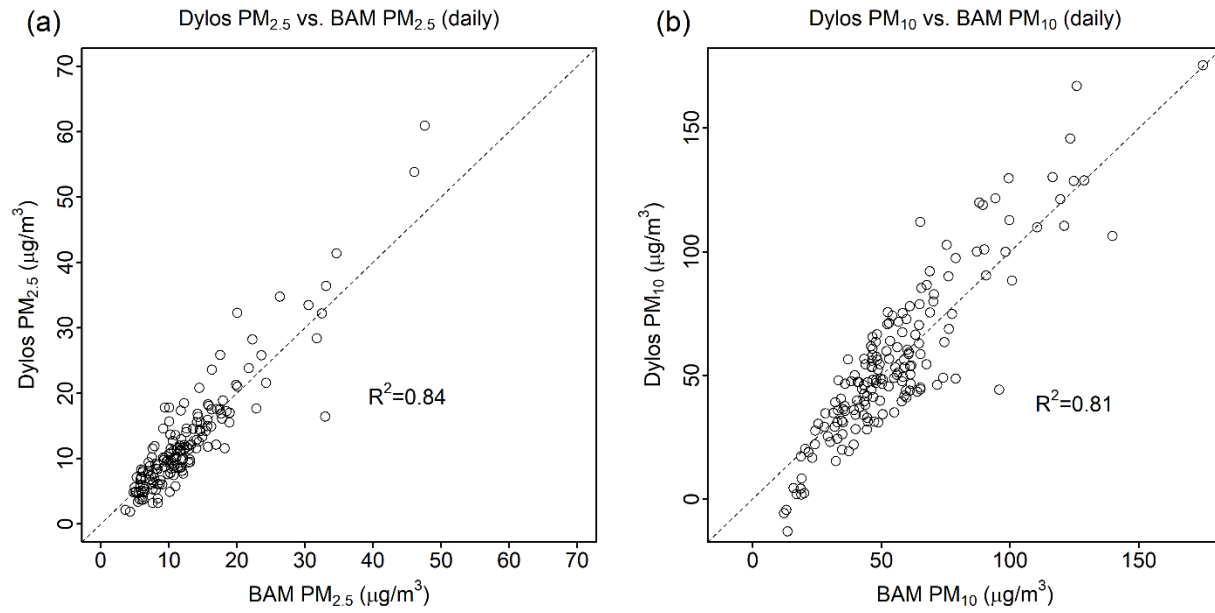 (a)
Dylos PM2.5 vs. BAM PM2.5 (daily)
Dylos PM2.5 (μg/m3)
70
60
50
40
30
20
10
0
R2=0.84
0 10 20 30 40 50 60 70
BAM PM2.5 (μg/m3)
(b)
Dylos PM10 vs. BAM PM10 (daily)
Dylos PM10 (μg/m3)
150
100
50
0
R2=0.81
0 50 100 150
BAM PM10 (μg/m3)